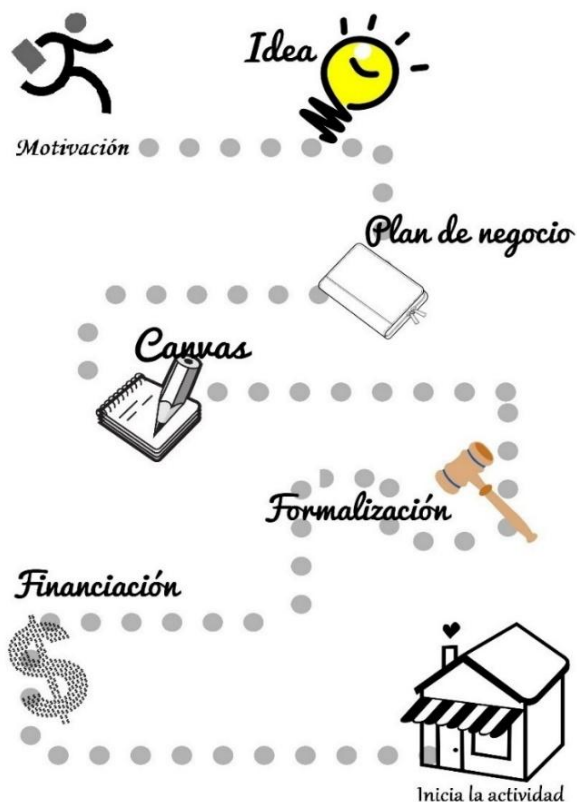 Idea
Motivación
Plan de negocio
Canvas
Formalización
Financiación
Inicia la actividad